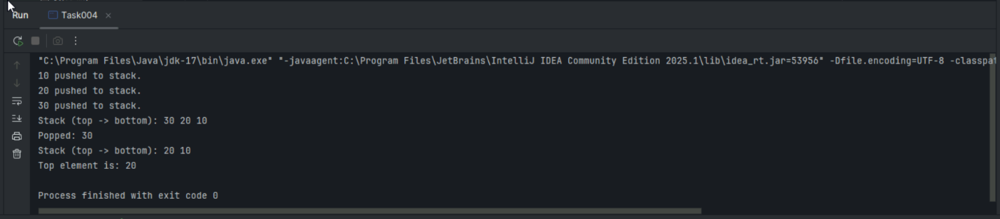 Run Task004
"C:\Program Files\Java\jdk-17\bin\java.exe" "-javaagent:C:\Program Files\JetBrains\IntelliJ IDEA Community Edition 2025.1\lib\idea_rt.jar=53956" -Dfile.encoding=UTF-8 -classpat
10 pushed to stack.
20 pushed to stack.
30 pushed to stack.
Stack (top -> bottom): 30 20 10
Popped: 30
Stack (top -> bottom): 20 10
Top element is: 20
Process finished with exit code 0